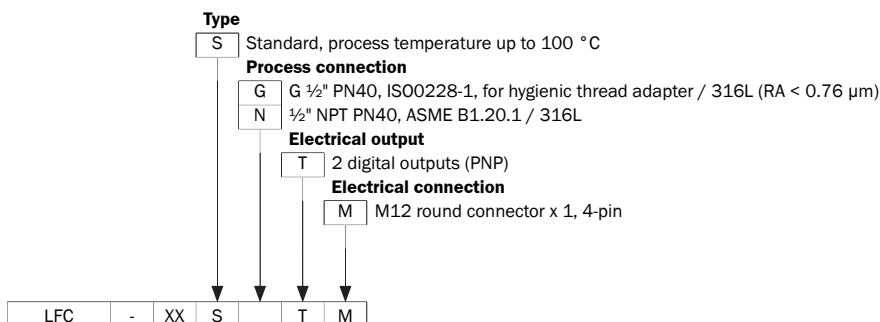 Type
S Standard, process temperature up to 100 °C
Process connection
G G ½" PN40, ISO0228-1, for hygienic thread adapter / 316L (RA < 0.76 µm)
N ½" NPT PN40, ASME B1.20.1 / 316L
Electrical output
T 2 digital outputs (PNP)
Electrical connection
M M12 round connector x 1, 4-pin
LFC - XX S T M